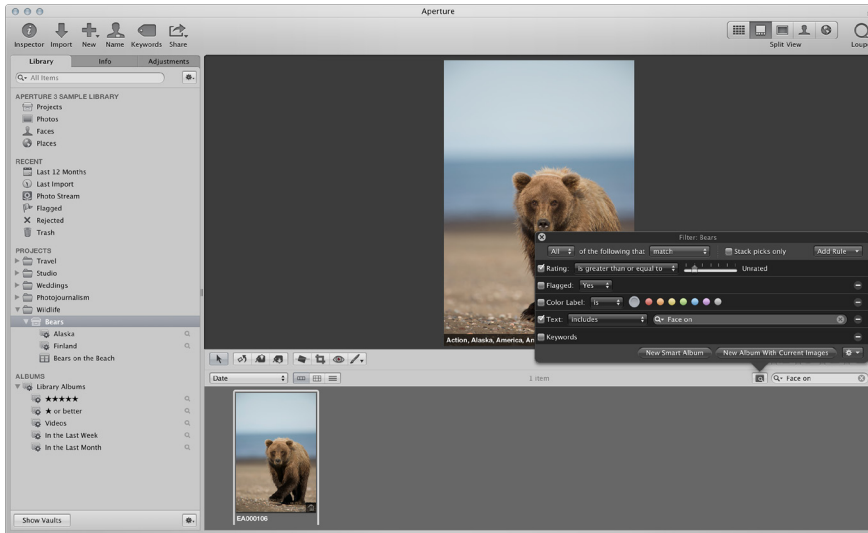 Aperture
Inspector Import New Name Keywords Share
Split View
Loupe
Library Info Adjustments
All Items
APERTURE 3 SAMPLE LIBRARY
Projects
Photos
Faces
Places
RECENT
Last 12 Months
Last Import
Photo Stream
Flagged
Rejected
Trash
PROJECTS
Travel
Studio
Weddings
Photojournalism
Wildlife
Bears
Alaska
Finland
Bears on the Beach
ALBUMS
Library Albums
★★★★★
★ or better
Videos
In the Last Week
In the Last Month
Show Vaults
Filter: Bears
All of the following that match Stack picks only Add Rule
Rating: is greater than or equal to Unrated
Flagged: Yes
Color Label: is
Text: includes Face on
Keywords
New Smart Album New Album With Current Images
Action, Alaska, America, An
Date
1 item
Face on
EA000106